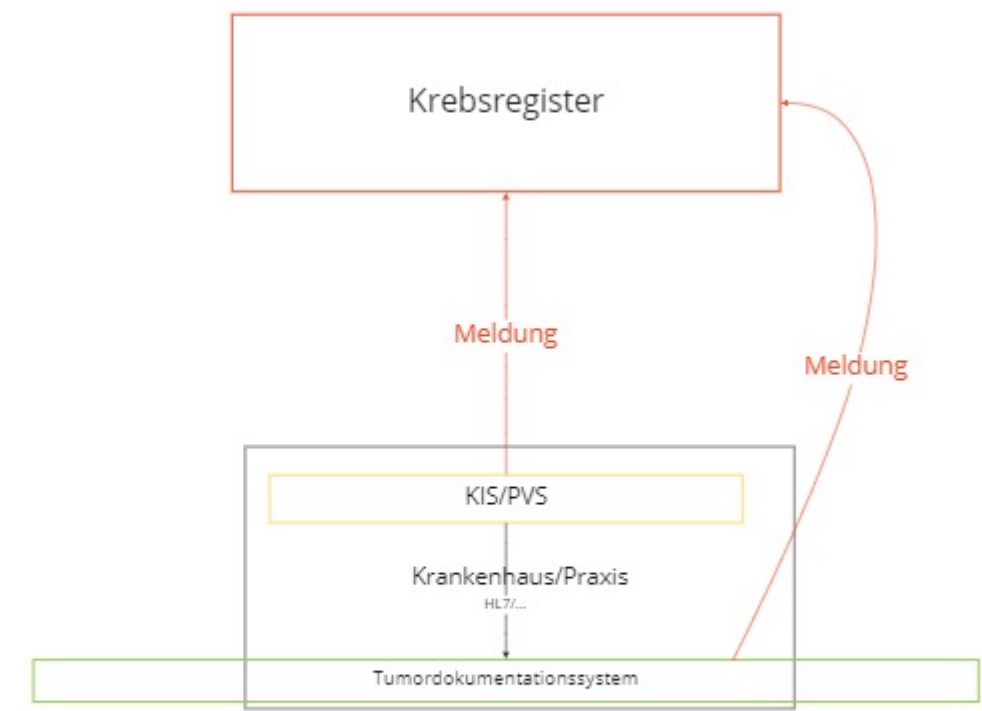 Krebsregister
Meldung
Meldung
KIS/PVS
Krankenhaus/Praxis
HL7/...
Tumordokumentationssystem